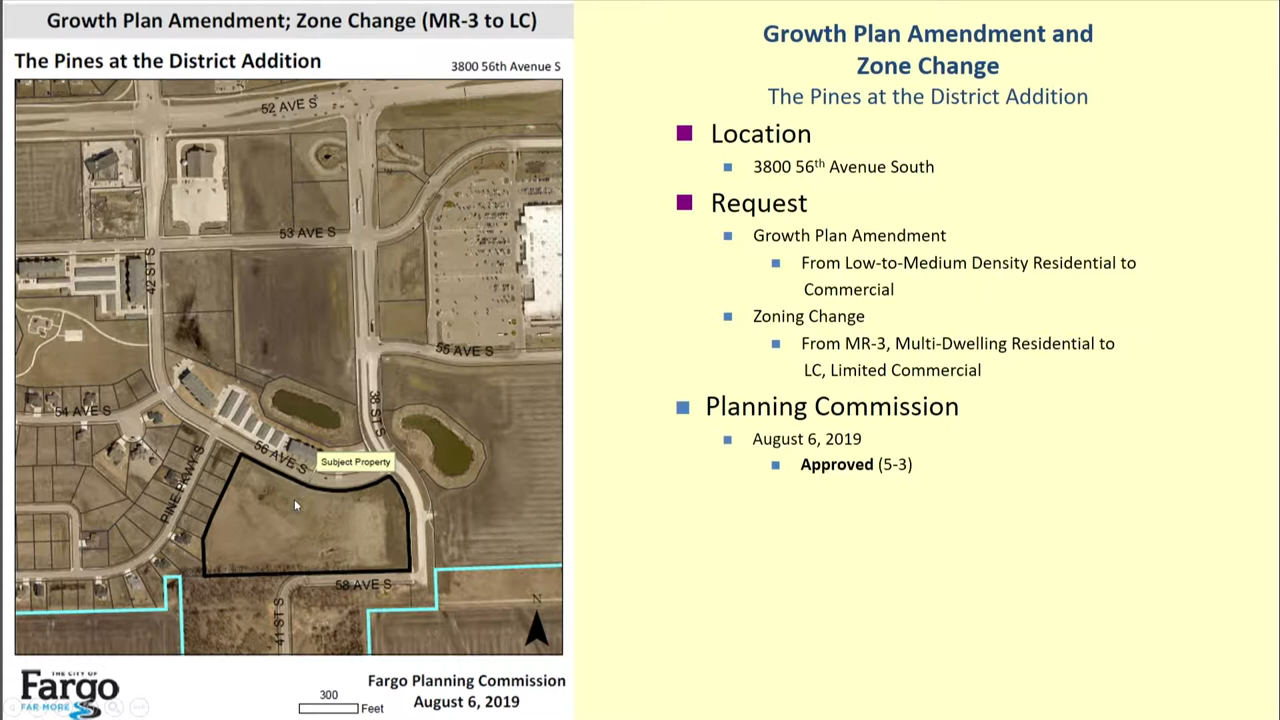 Growth Plan Amendment; Zone Change (MR-3 to LC)
The Pines at the District Addition
3800 56th Avenue S
52 AVE S
53 AVE S
42 ST S
55 AVE S
54 AVE S
38 ST S
56 AVE S
Subject Property
PINE PKWY S
58 AVE S
41 ST S
N
THE CITY OF
Fargo
FAR MORE
300
Feet
Fargo Planning Commission
August 6, 2019
Growth Plan Amendment and
Zone Change
The Pines at the District Addition
Location
3800 56th Avenue South
Request
Growth Plan Amendment
From Low-to-Medium Density Residential to
Commercial
Zoning Change
From MR-3, Multi-Dwelling Residential to
LC, Limited Commercial
Planning Commission
August 6, 2019
Approved (5-3)